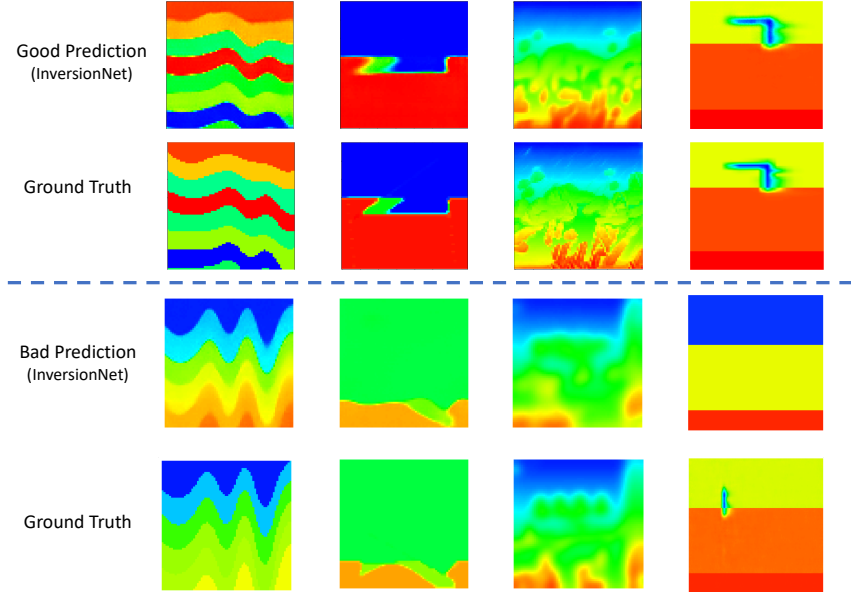 Good Prediction
(InversionNet)
Ground Truth
Bad Prediction
(InversionNet)
Ground Truth